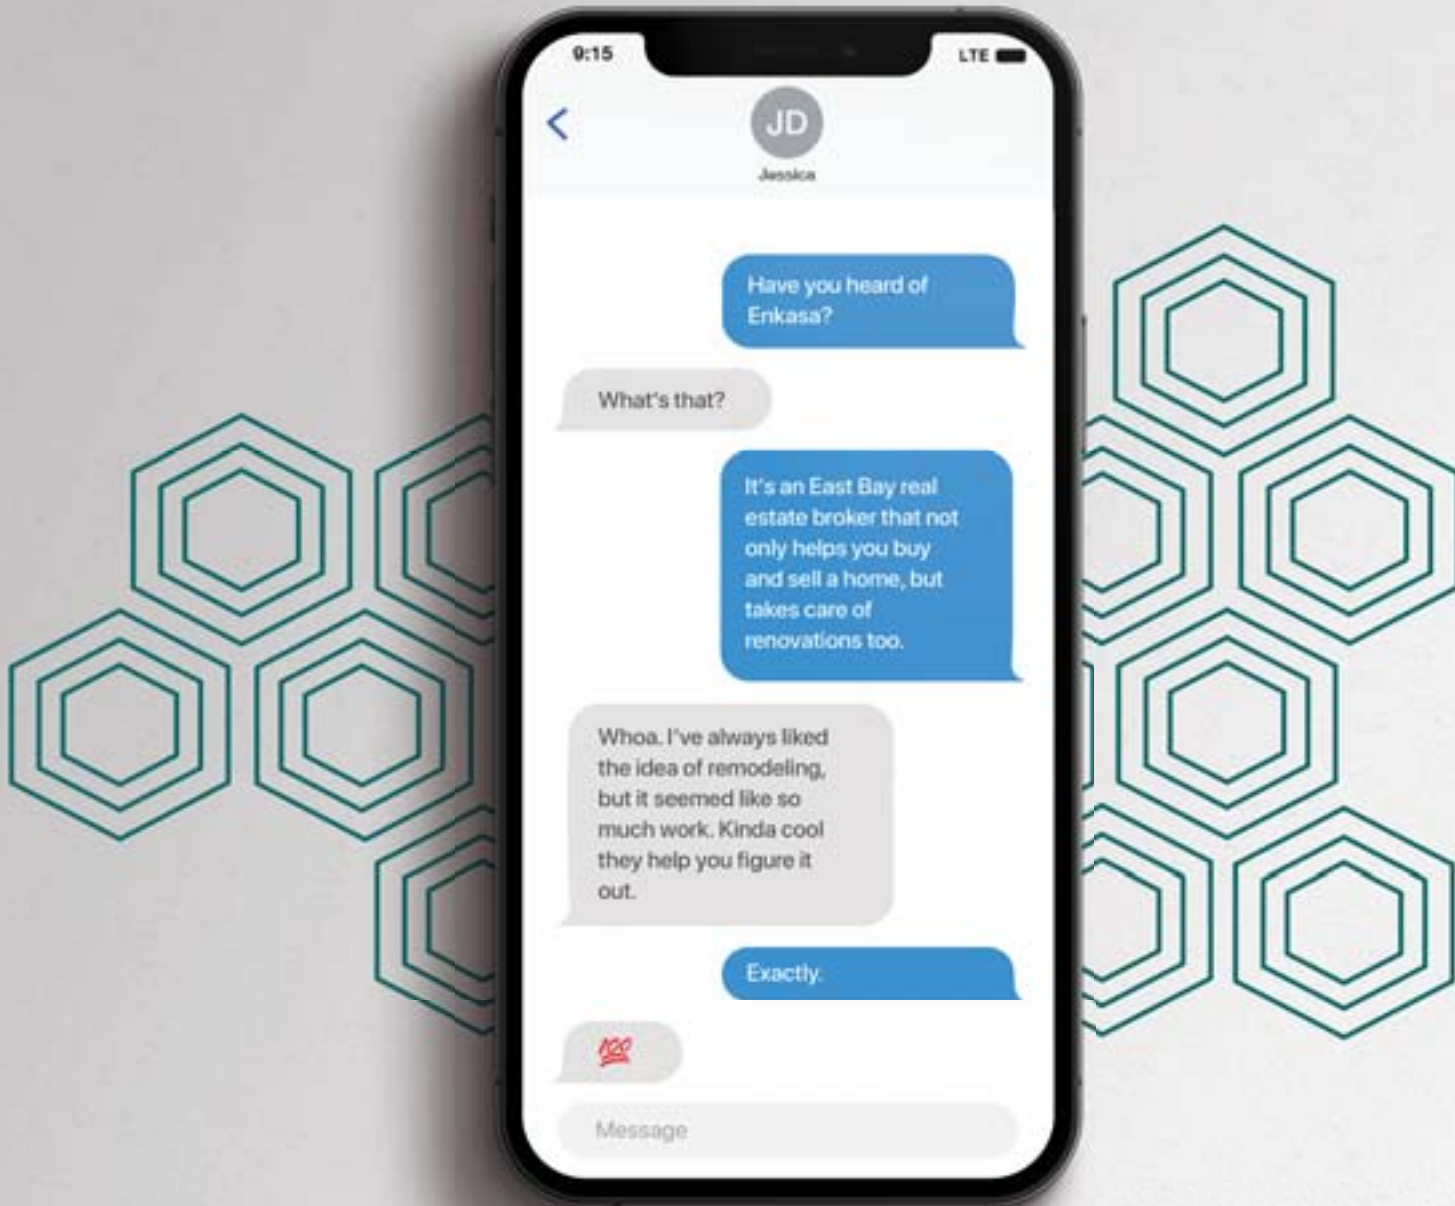 9:15
LTE
JD
Jessica
Have you heard of
Enkasa?
What's that?
It's an East Bay real
estate broker that not
only helps you buy
and sell a home, but
takes care of
renovations too.
Whoa. I've always liked
the idea of remodeling,
but it seemed like so
much work. Kinda cool
they help you figure it
out.
Exactly.
💯
Message